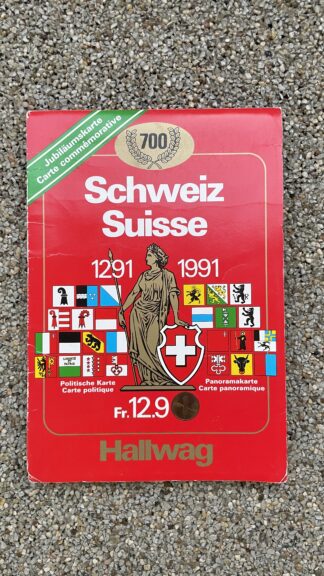 Jubiläumskarte
Carte commémorative
700
Schweiz
Suisse
1291 1991
Politische Karte
Carte politique
Panoramakarte
Carte panoramique
Fr. 12.9
Hallwag